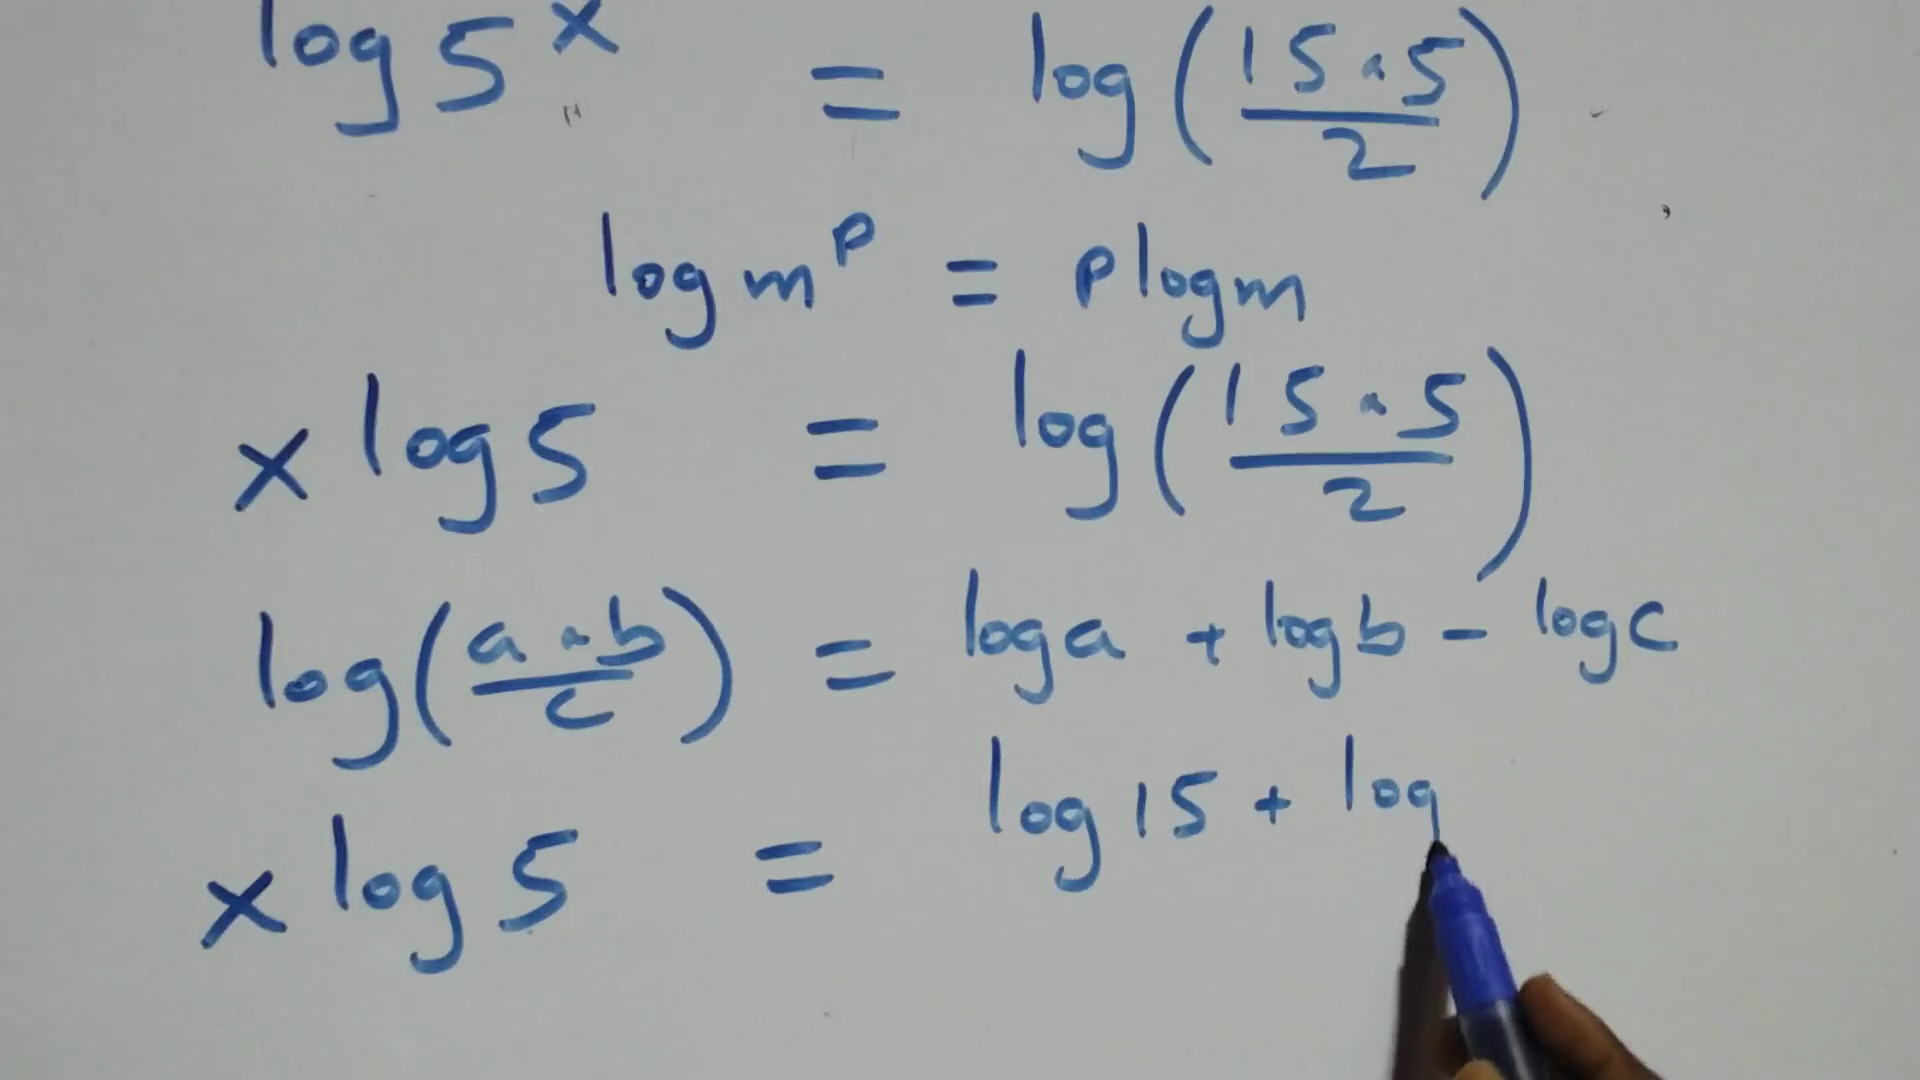 log 5^x = log(15·5/2)
log m^p = p log m
x log 5 = log(15·5/2)
log(a·b/c) = log a + log b - log c
x log 5 = log 15 + log